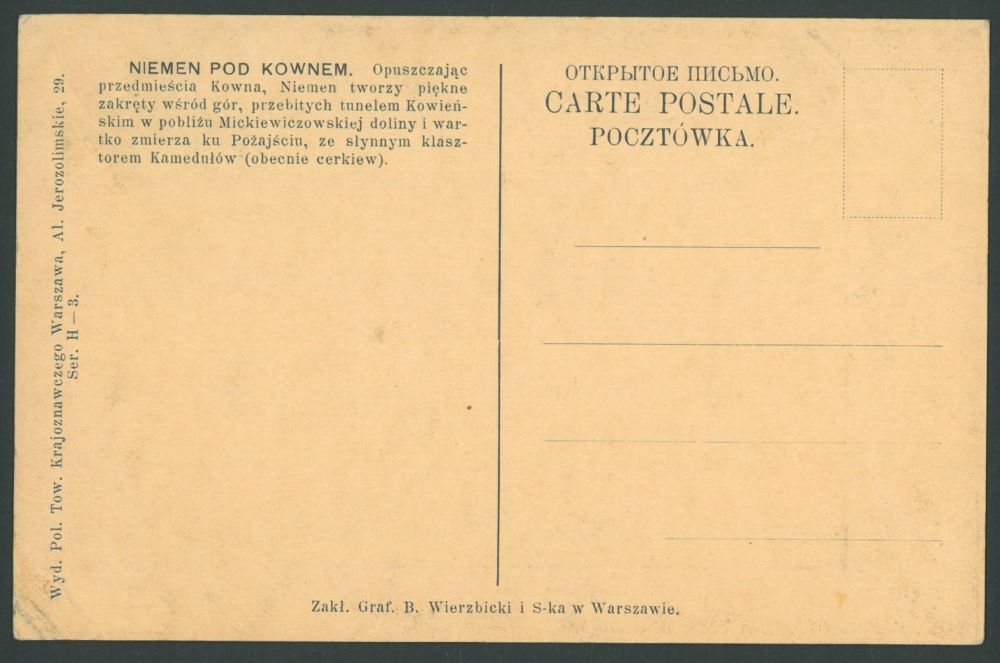 NIEMEN POD KOWNEM. Opuszczając
przedmieścia Kowna, Niemen tworzy piękne
zakręty wśród gór, przebitych tunelem Kowień-
skim w pobliżu Mickiewiczowskiej doliny i war-
tko zmierza ku Pożajściu, ze słynnym klasz-
torem Kamedułów (obecnie cerkiew).
ОТКРЫТОЕ ПИСЬМО.
CARTE POSTALE.
POCZTÓWKA.
Wyd. Pol. Tow. Krajoznawczego Warszawa, Al. Jerozolimskie, 29.
Ser. H — 3.
Zakł. Graf. B. Wierzbicki i S-ka w Warszawie.